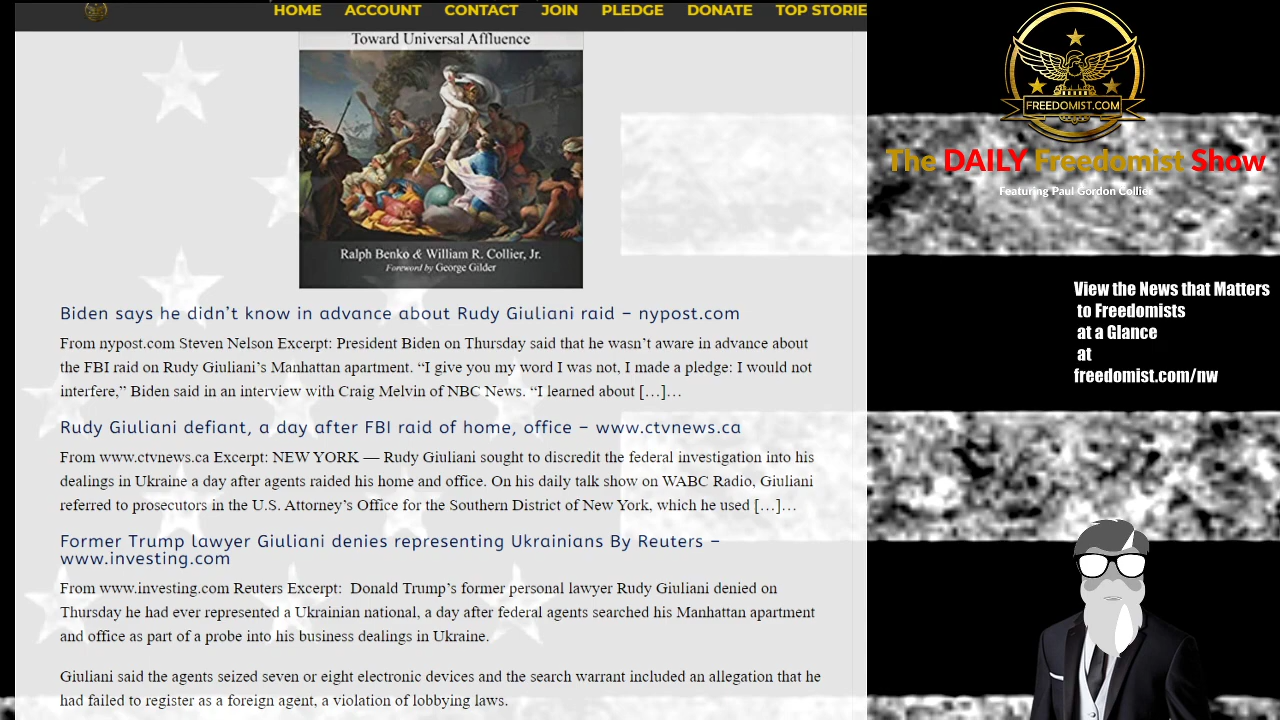 HOME ACCOUNT CONTACT JOIN PLEDGE DONATE TOP STORIE
Toward Universal Affluence
Ralph Benko & William R. Collier, Jr.
Foreword by George Gilder
Biden says he didn’t know in advance about Rudy Giuliani raid – nypost.com
From nypost.com Steven Nelson Excerpt: President Biden on Thursday said that he wasn’t aware in advance about
the FBI raid on Rudy Giuliani’s Manhattan apartment. “I give you my word I was not, I made a pledge: I would not
interfere,” Biden said in an interview with Craig Melvin of NBC News. “I learned about […]…
Rudy Giuliani defiant, a day after FBI raid of home, office – www.ctvnews.ca
From www.ctvnews.ca Excerpt: NEW YORK — Rudy Giuliani sought to discredit the federal investigation into his
dealings in Ukraine a day after agents raided his home and office. On his daily talk show on WABC Radio, Giuliani
referred to prosecutors in the U.S. Attorney’s Office for the Southern District of New York, which he used […]…
Former Trump lawyer Giuliani denies representing Ukrainians By Reuters –
www.investing.com
From www.investing.com Reuters Excerpt:  Donald Trump’s former personal lawyer Rudy Giuliani denied on
Thursday he had ever represented a Ukrainian national, a day after federal agents searched his Manhattan apartment
and office as part of a probe into his business dealings in Ukraine.
Giuliani said the agents seized seven or eight electronic devices and the search warrant included an allegation that he
had failed to register as a foreign agent, a violation of lobbying laws.
FREEDOMIST.COM
The DAILY Freedomist Show
Featuring Paul Gordon Collie
View the News that Matters
to Freedomists
at a Glance
at
freedomist.com/nw